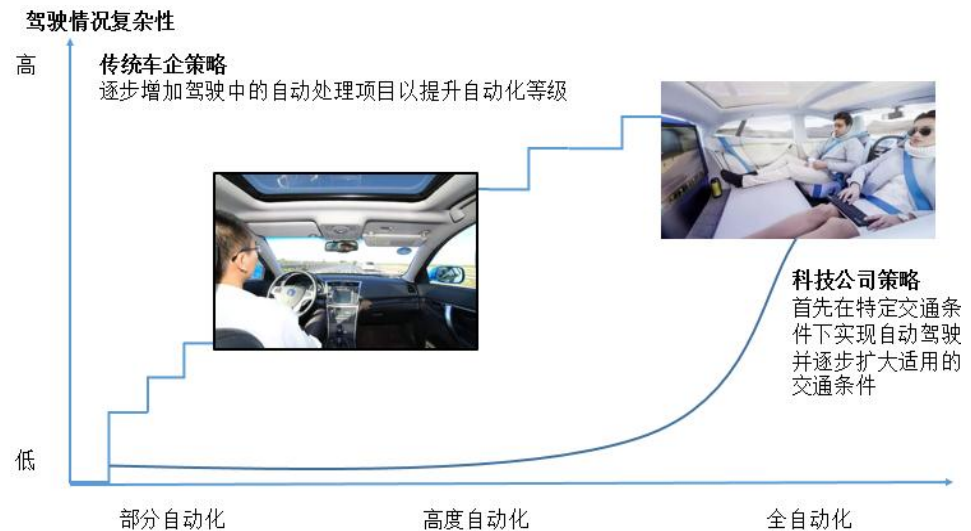 驾驶情况复杂性
高
传统车企策略
逐步增加驾驶中的自动处理项目以提升自动化等级
科技公司策略
首先在特定交通条
件下实现自动驾驶
并逐步扩大适用的
交通条件
低
部分自动化
高度自动化
全自动化